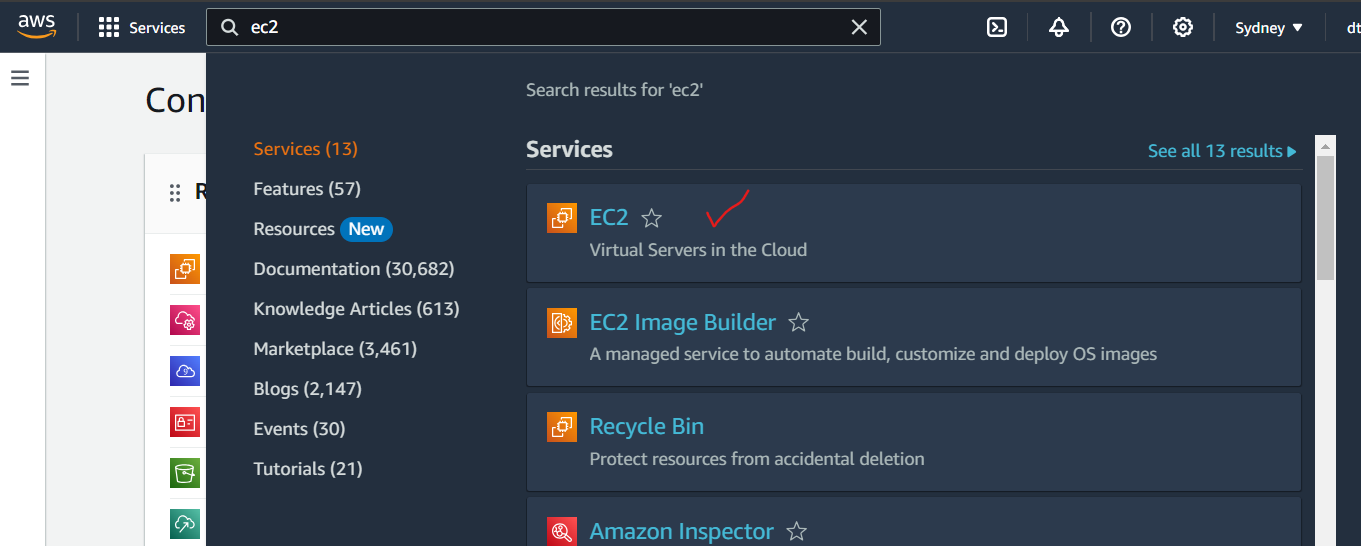 aws
Services
ec2
Sydney
dt
Con
R
Search results for 'ec2'
Services (13)
Features (57)
Resources New
Documentation (30,682)
Knowledge Articles (613)
Marketplace (3,461)
Blogs (2,147)
Events (30)
Tutorials (21)
Services
See all 13 results
EC2
Virtual Servers in the Cloud
EC2 Image Builder
A managed service to automate build, customize and deploy OS images
Recycle Bin
Protect resources from accidental deletion
Amazon Inspector